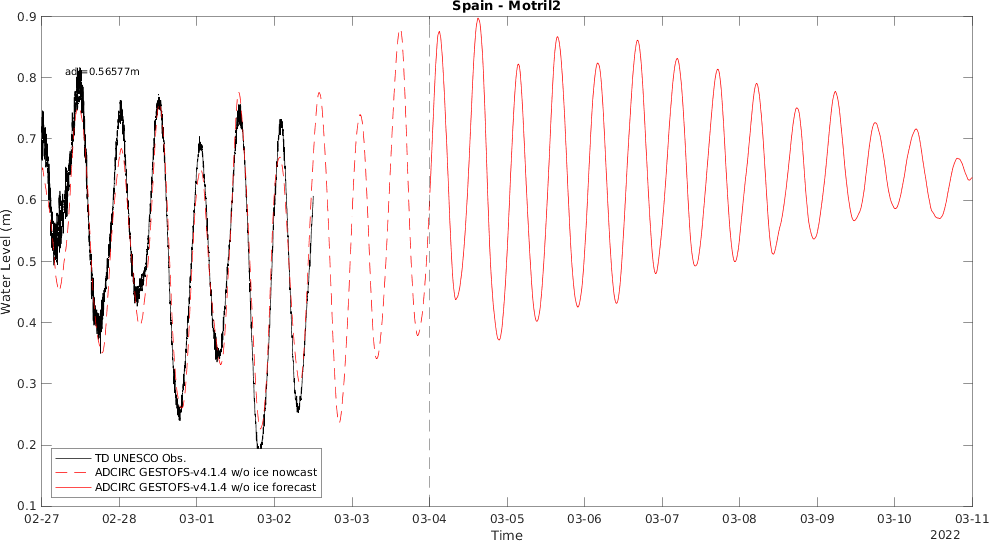 Spain - Motril2
0.9
0.8
0.7
0.6
0.5
0.4
0.3
0.2
0.1
Water Level (m)
=0.56577m
TD UNESCO Obs.
ADCIRC GESTOFS-v4.1.4 w/o ice nowcast
ADCIRC GESTOFS-v4.1.4 w/o ice forecast
02-27 02-28 03-01 03-02 03-03 03-04 03-05 03-06 03-07 03-08 03-09 03-10 03-11
Time
2022